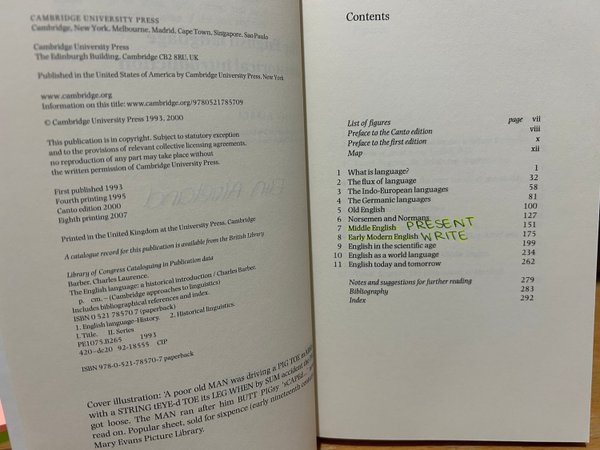 CAMBRIDGE UNIVERSITY PRESS
Cambridge, New York, Melbourne, Madrid, Cape Town, Singapore, Sao Paulo
Cambridge University Press
The Edinburgh Building, Cambridge CB2 8RU, UK
Published in the United States of America by Cambridge University Press, New York
www.cambridge.org
Information on this title: www.cambridge.org/9780521785709
© Cambridge University Press 1993, 2000
This publication is in copyright. Subject to statutory exception
and to the provisions of relevant collective licensing agreements,
no reproduction of any part may take place without
the written permission of Cambridge University Press.
First published 1993
Fourth printing 1995
Canto edition 2000
Eighth printing 2007
Printed in the United Kingdom at the University Press, Cambridge
A catalogue record for this publication is available from the British Library
Library of Congress Cataloguing in Publication data
Barber, Charles Laurence.
The English language: a historical introduction / Charles Barber.
p. cm. – (Cambridge approaches to linguistics)
Includes bibliographical references and index.
ISBN 0 521 78570 7 (paperback)
1. English language–History. 2. Historical linguistics.
I. Title. II. Series
PE1075.B265 1993
420–dc20 92-18555 CIP
ISBN 978-0-521-78570-7 paperback
Cover illustration: 'A poor old MAN was driving a PIG TOE
with a STRING tEYE-d TOE its LEG WHEN by SUM accident the
got loose. The MAN ran after him BUTT PIGsy 'sCAPEd
read on. Popular sheet, sold for sixpence (early nineteenth
Mary Evans Picture Library.
Contents
List of figures page vii
Preface to the Canto edition viii
Preface to the first edition x
Map xii
1 What is language? 1
2 The flux of language 32
3 The Indo-European languages 58
4 The Germanic languages 81
5 Old English 100
6 Norsemen and Normans 127
7 Middle English PRESENT 151
8 Early Modern English WRITE 175
9 English in the scientific age 199
10 English as a world language 234
11 English today and tomorrow 262
Notes and suggestions for further reading 279
Bibliography 283
Index 292